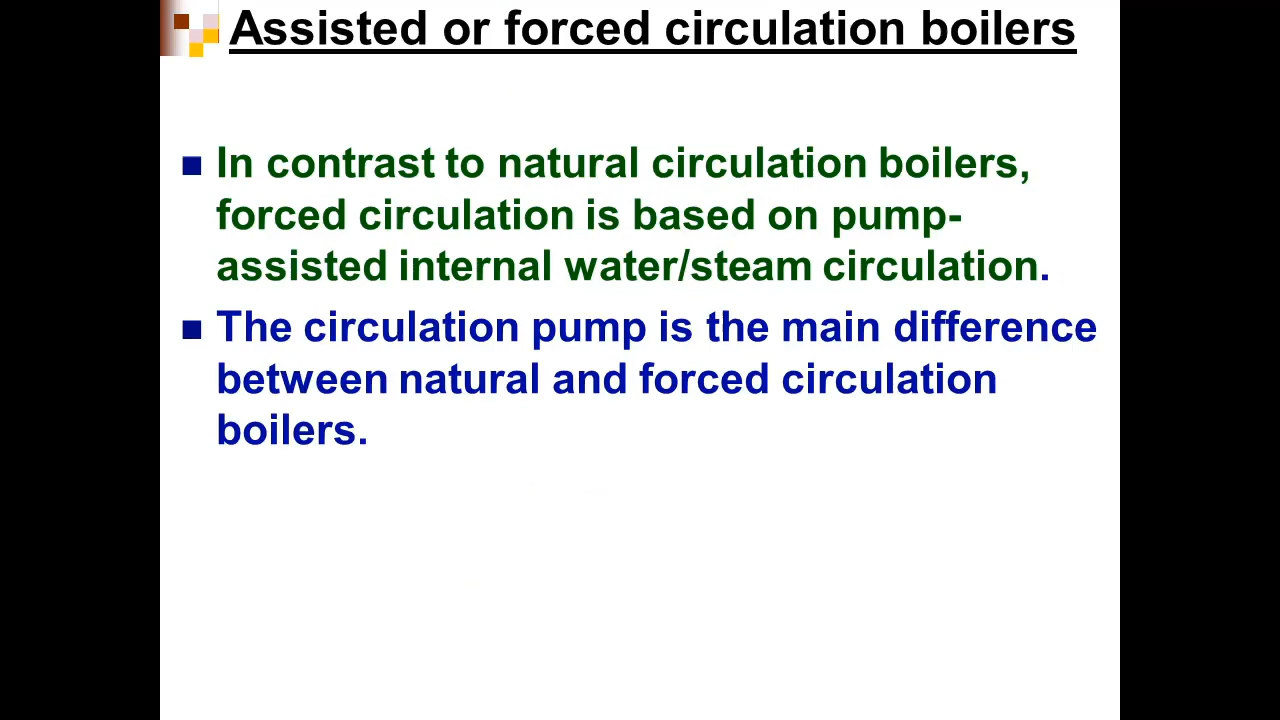 Assisted or forced circulation boilers
In contrast to natural circulation boilers,
forced circulation is based on pump-
assisted internal water/steam circulation.
The circulation pump is the main difference
between natural and forced circulation
boilers.